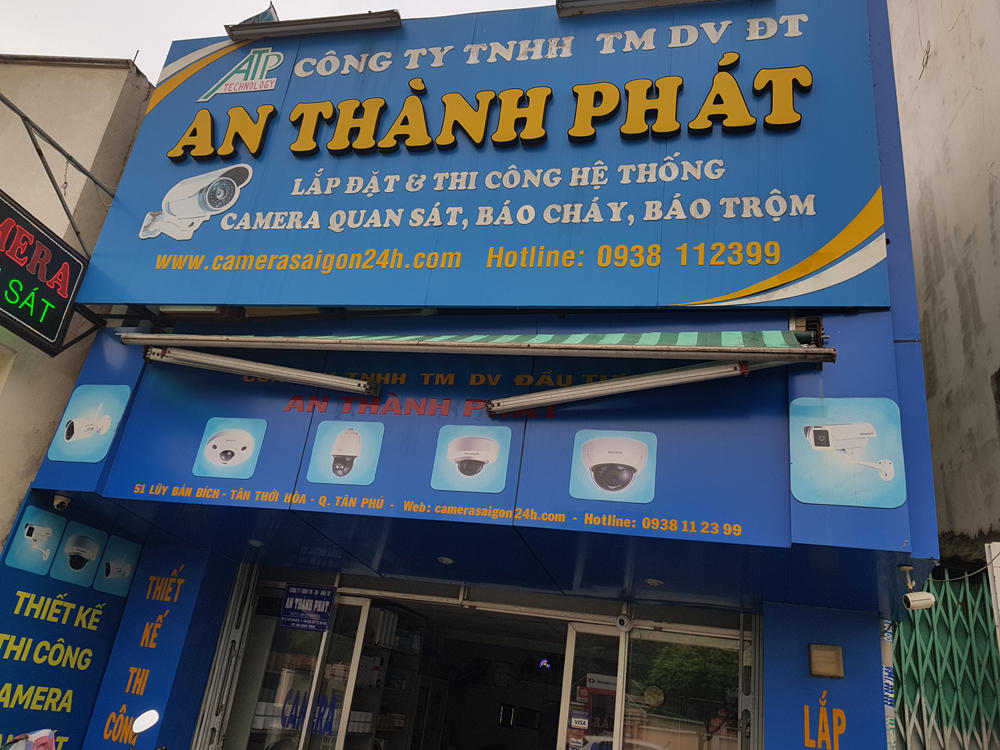 ATP
TECHNOLOGY
CÔNG TY TNHH TM DV ĐT
AN THÀNH PHÁT
LẮP ĐẶT & THI CÔNG HỆ THỐNG
CAMERA QUAN SÁT, BÁO CHÁY, BÁO TRỘM
www.camerasaigon24h.com Hotline: 0938 112399
MERA
SÁT
TNHH TM DV ĐẦU
AN THÀNH PHÁT
51 LŨY BÁN BÍCH - TÂN THỚI HÒA - Q. TÂN PHÚ - Web: camerasaigon24h.com - Hotline: 0938 11 23 99
THIẾT KẾ
THI CÔNG
AMERA
THIẾT
KẾ
THI
CÔNG
AN THÀNH PHÁT
CAMERA
VISA
LẮP